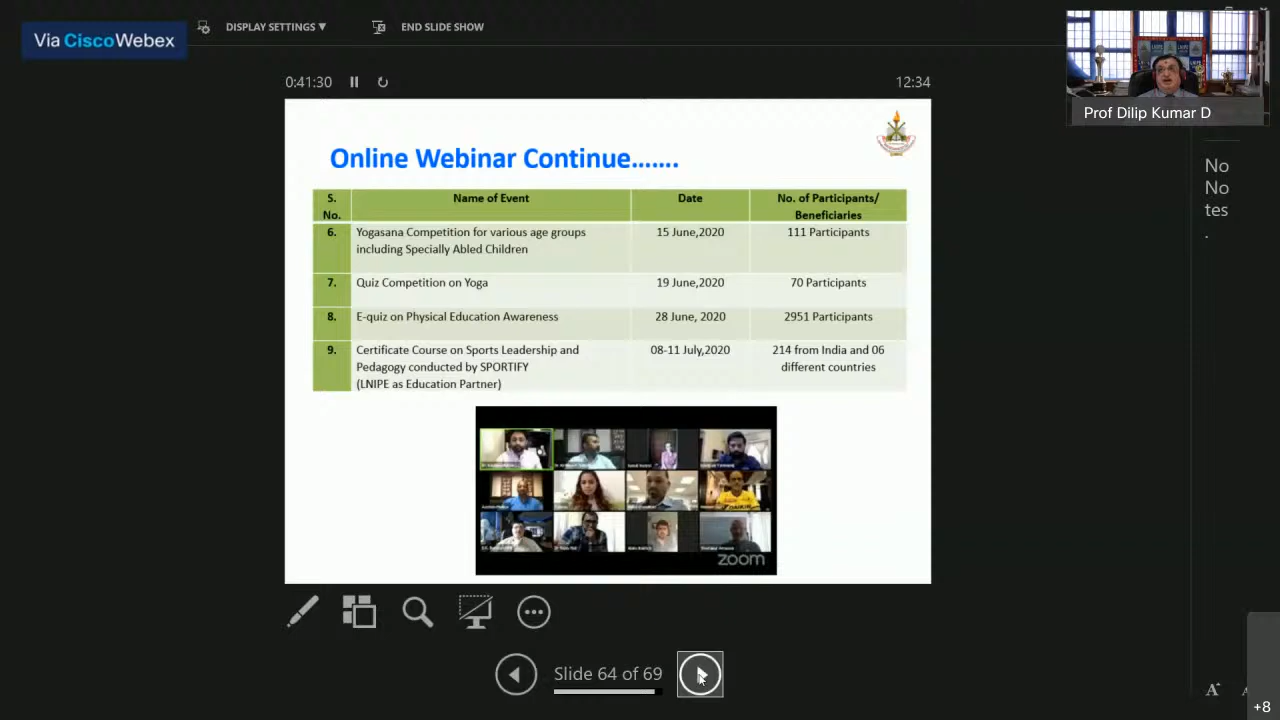 Via CiscoWebex
DISPLAY SETTINGS ▼
END SLIDE SHOW
0:41:30
12:34
Prof Dilip Kumar D
No
No
tes
.
Online Webinar Continue.......
S.
No.
Name of Event
Date
No. of Participants/
Beneficiaries
6.
Yogasana Competition for various age groups
including Specially Abled Children
15 June,2020
111 Participants
7.
Quiz Competition on Yoga
19 June,2020
70 Participants
8.
E-quiz on Physical Education Awareness
28 June, 2020
2951 Participants
9.
Certificate Course on Sports Leadership and
Pedagogy conducted by SPORTIFY
(LNIPE as Education Partner)
08-11 July,2020
214 from India and 06
different countries
zoom
Slide 64 of 69
A
+8